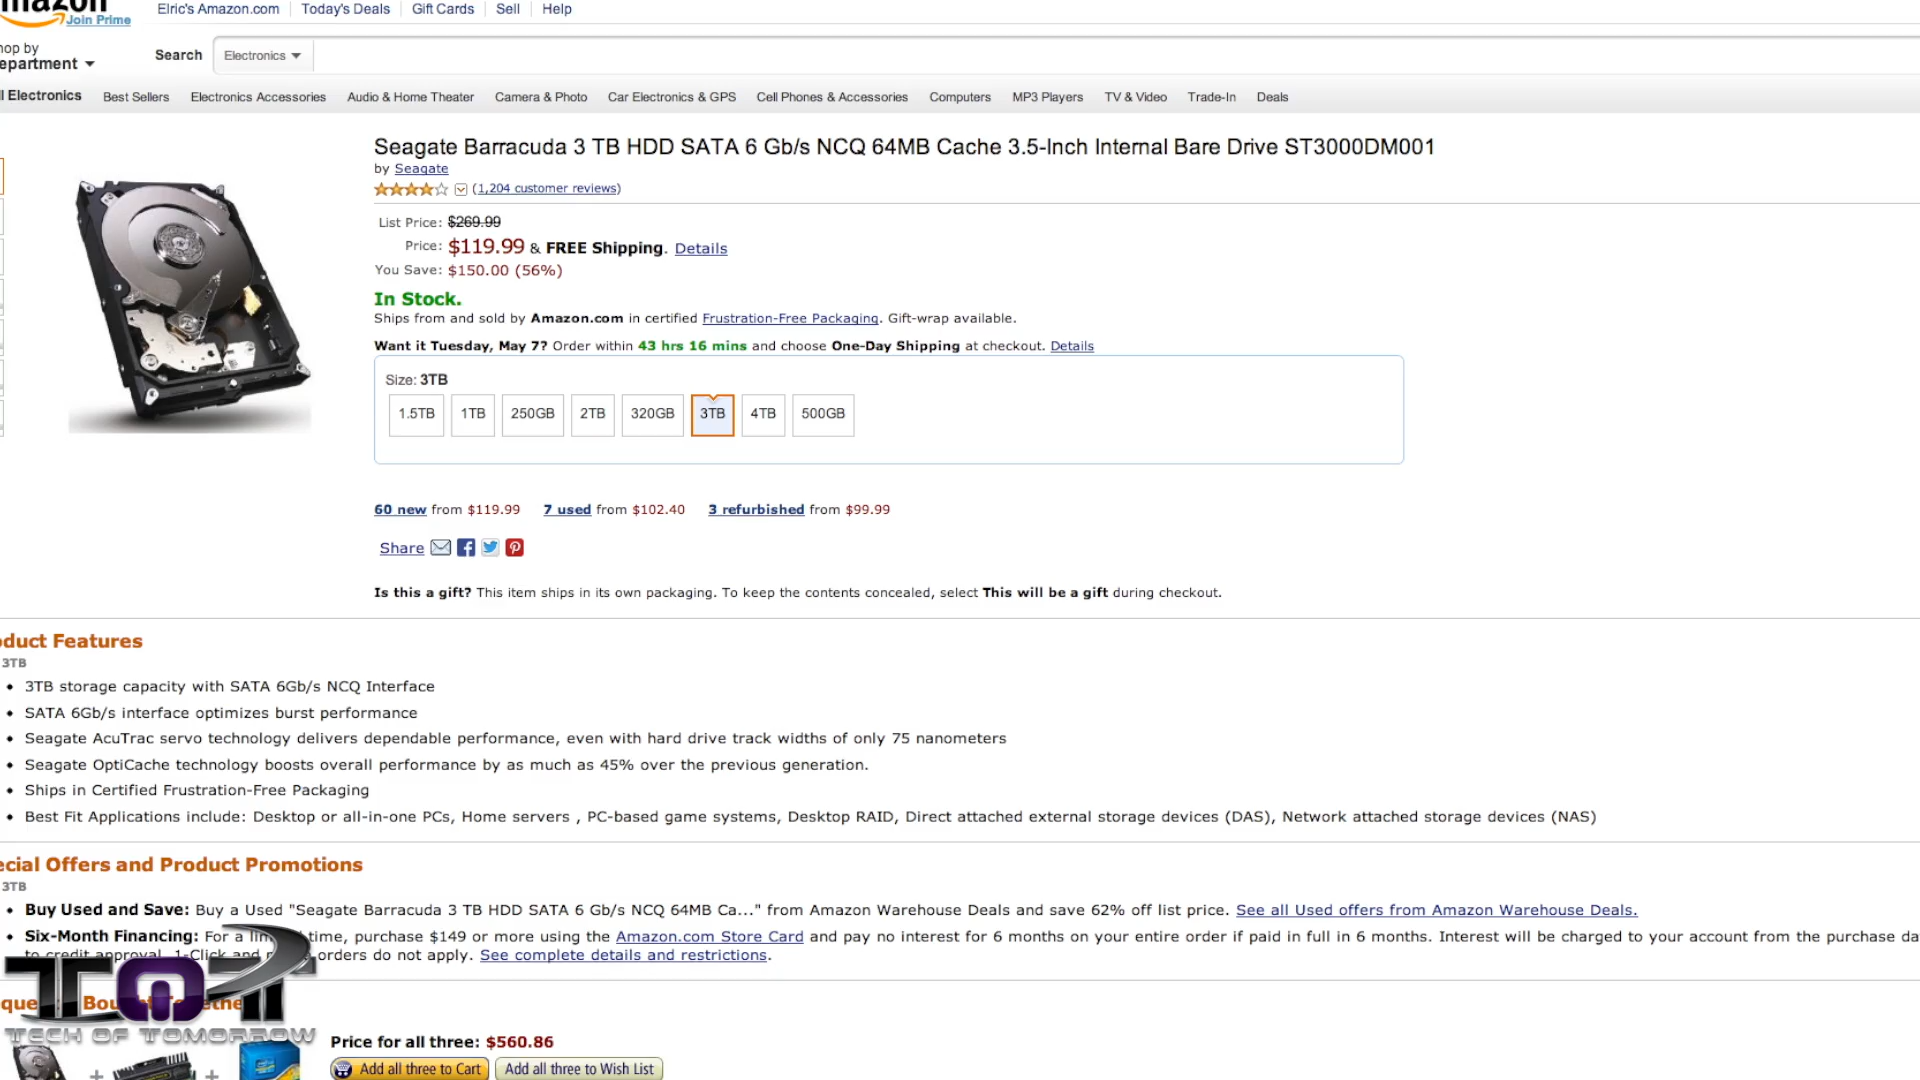 Join Prime
Elric's Amazon.com Today's Deals Gift Cards Sell Help
Search Electronics
Electronics Best Sellers Electronics Accessories Audio & Home Theater Camera & Photo Car Electronics & GPS Cell Phones & Accessories Computers MP3 Players TV & Video Trade-In Deals
Seagate Barracuda 3 TB HDD SATA 6 Gb/s NCQ 64MB Cache 3.5-Inch Internal Bare Drive ST3000DM001
by Seagate
(1,204 customer reviews)
List Price: $269.99
Price: $119.99 & FREE Shipping. Details
You Save: $150.00 (56%)
In Stock.
Ships from and sold by Amazon.com in certified Frustration-Free Packaging. Gift-wrap available.
Want it Tuesday, May 7? Order within 43 hrs 16 mins and choose One-Day Shipping at checkout. Details
Size: 3TB
1.5TB 1TB 250GB 2TB 320GB 3TB 4TB 500GB
60 new from $119.99 7 used from $102.40 3 refurbished from $99.99
Share
Is this a gift? This item ships in its own packaging. To keep the contents concealed, select This will be a gift during checkout.
duct Features
3TB
• 3TB storage capacity with SATA 6Gb/s NCQ Interface
• SATA 6Gb/s interface optimizes burst performance
• Seagate AcuTrac servo technology delivers dependable performance, even with hard drive track widths of only 75 nanometers
• Seagate OptiCache technology boosts overall performance by as much as 45% over the previous generation.
• Ships in Certified Frustration-Free Packaging
• Best Fit Applications include: Desktop or all-in-one PCs, Home servers , PC-based game systems, Desktop RAID, Direct attached external storage devices (DAS), Network attached storage devices (NAS)
ecial Offers and Product Promotions
3TB
• Buy Used and Save: Buy a Used "Seagate Barracuda 3 TB HDD SATA 6 Gb/s NCQ 64MB Ca..." from Amazon Warehouse Deals and save 62% off list price. See all Used offers from Amazon Warehouse Deals.
• Six-Month Financing: For a time, purchase $149 or more using the Amazon.com Store Card and pay no interest for 6 months on your entire order if paid in full in 6 months. Interest will be charged to your account from the purchase da
to credit approval. 1-Click and orders do not apply. See complete details and restrictions.
TECH OF TOMORROW
Price for all three: $560.86
Add all three to Cart Add all three to Wish List